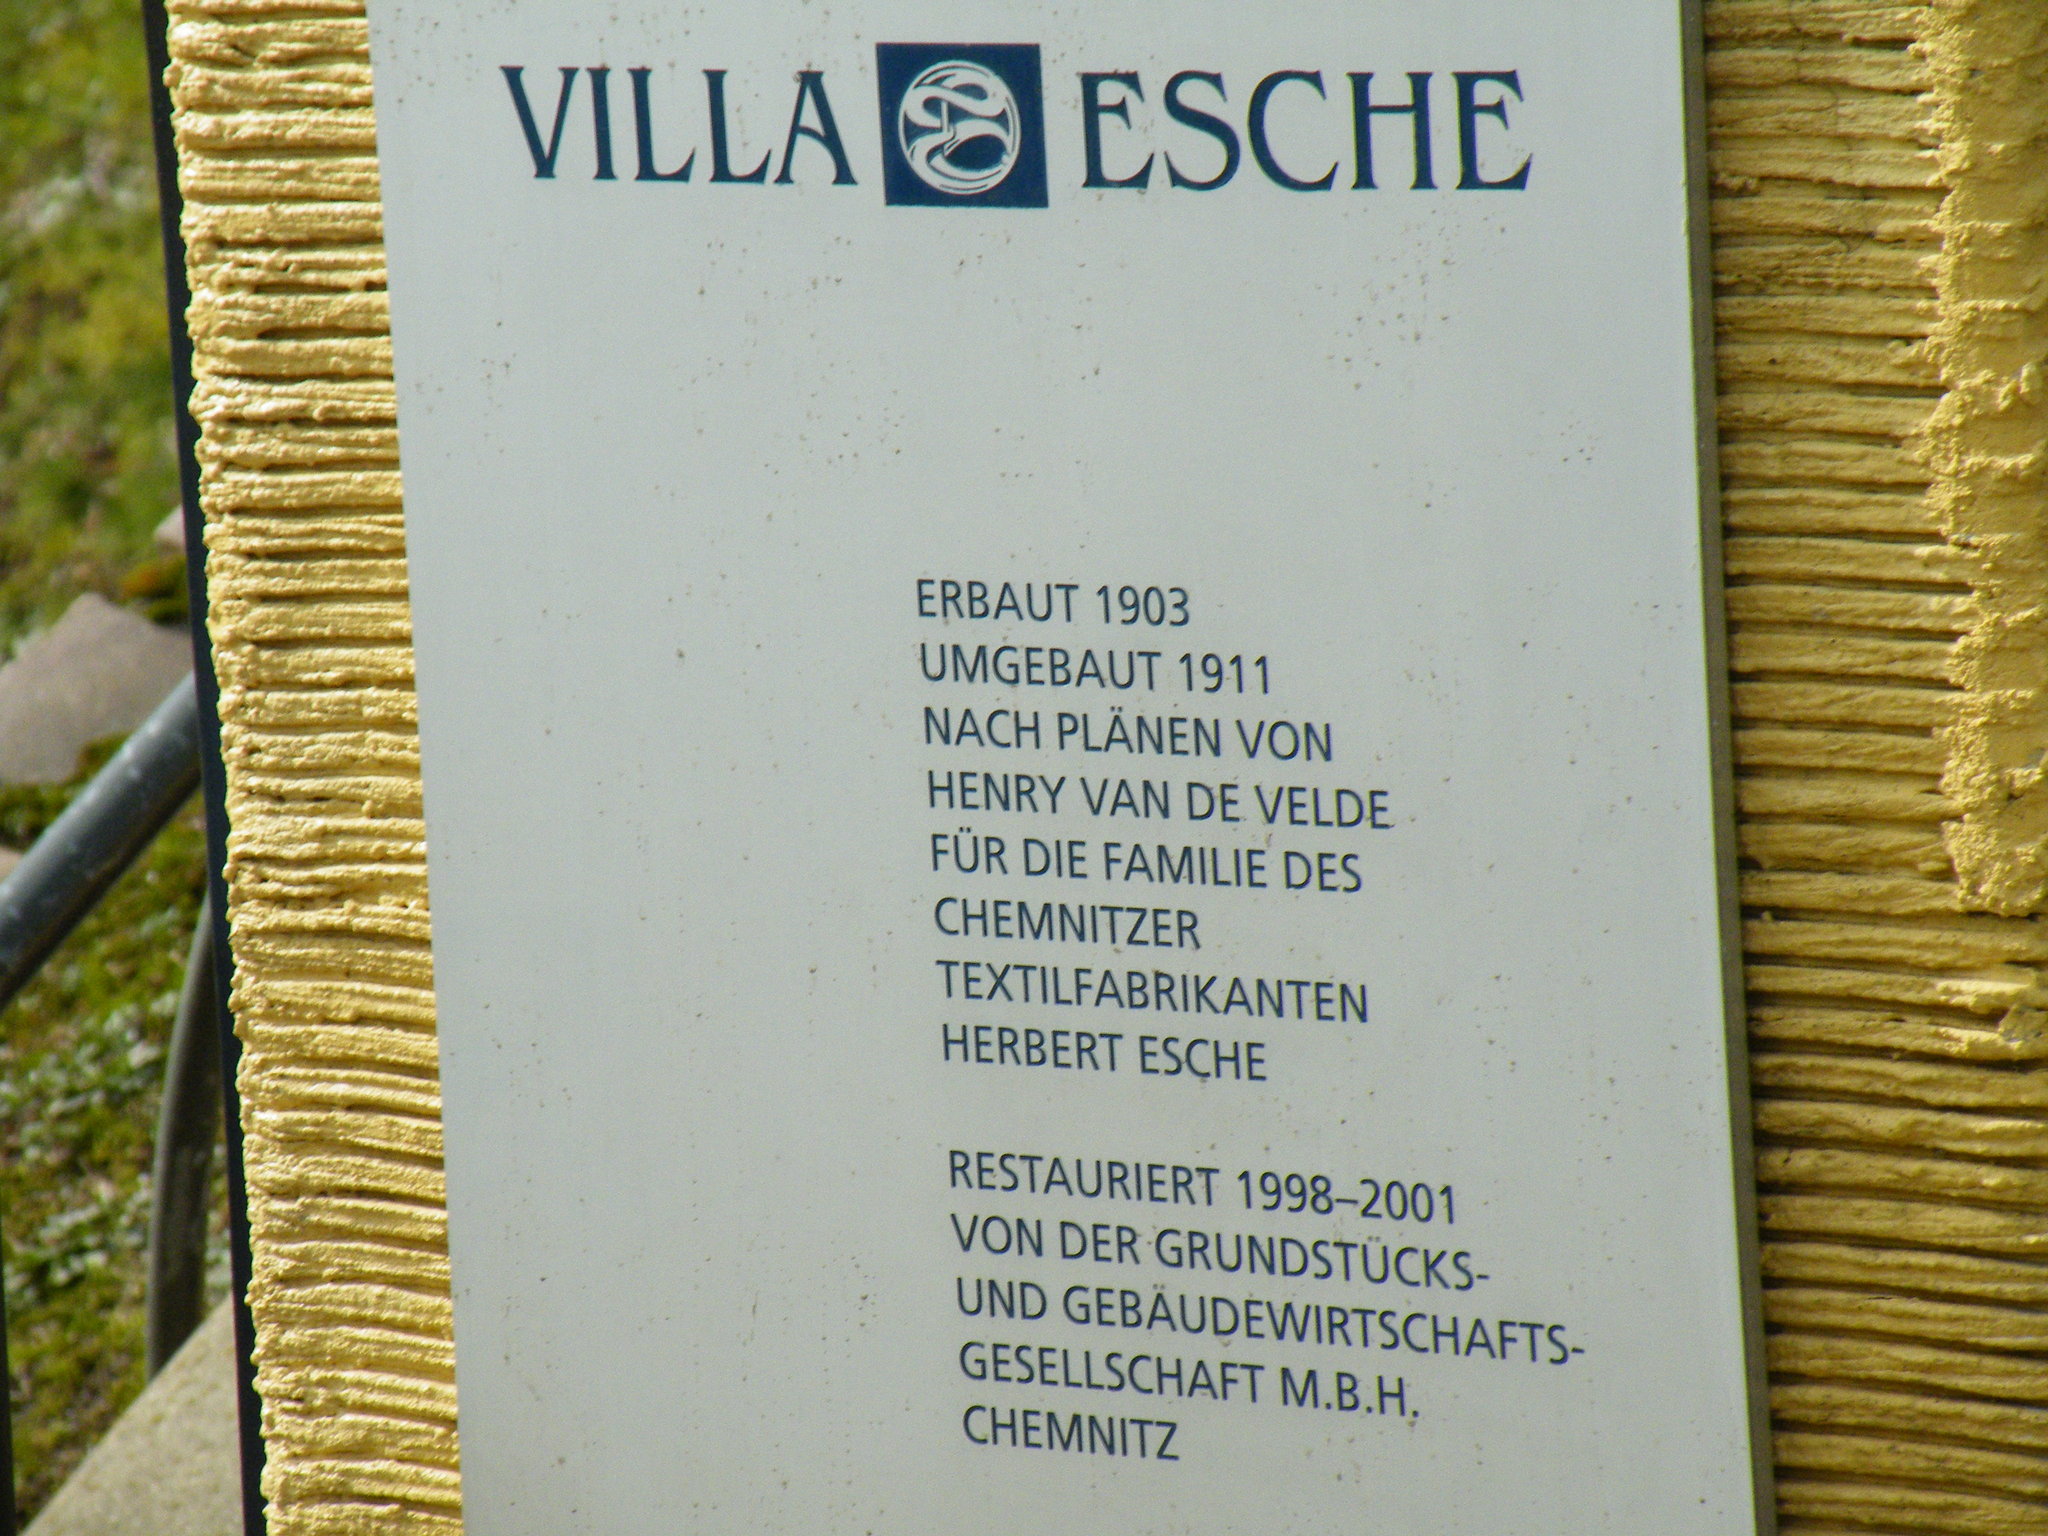 VILLA ESCHE
ERBAUT 1903
UMGEBAUT 1911
NACH PLÄNEN VON
HENRY VAN DE VELDE
FÜR DIE FAMILIE DES
CHEMNITZER
TEXTILFABRIKANTEN
HERBERT ESCHE
RESTAURIERT 1998–2001
VON DER GRUNDSTÜCKS-
UND GEBÄUDEWIRTSCHAFTS-
GESELLSCHAFT M.B.H.
CHEMNITZ